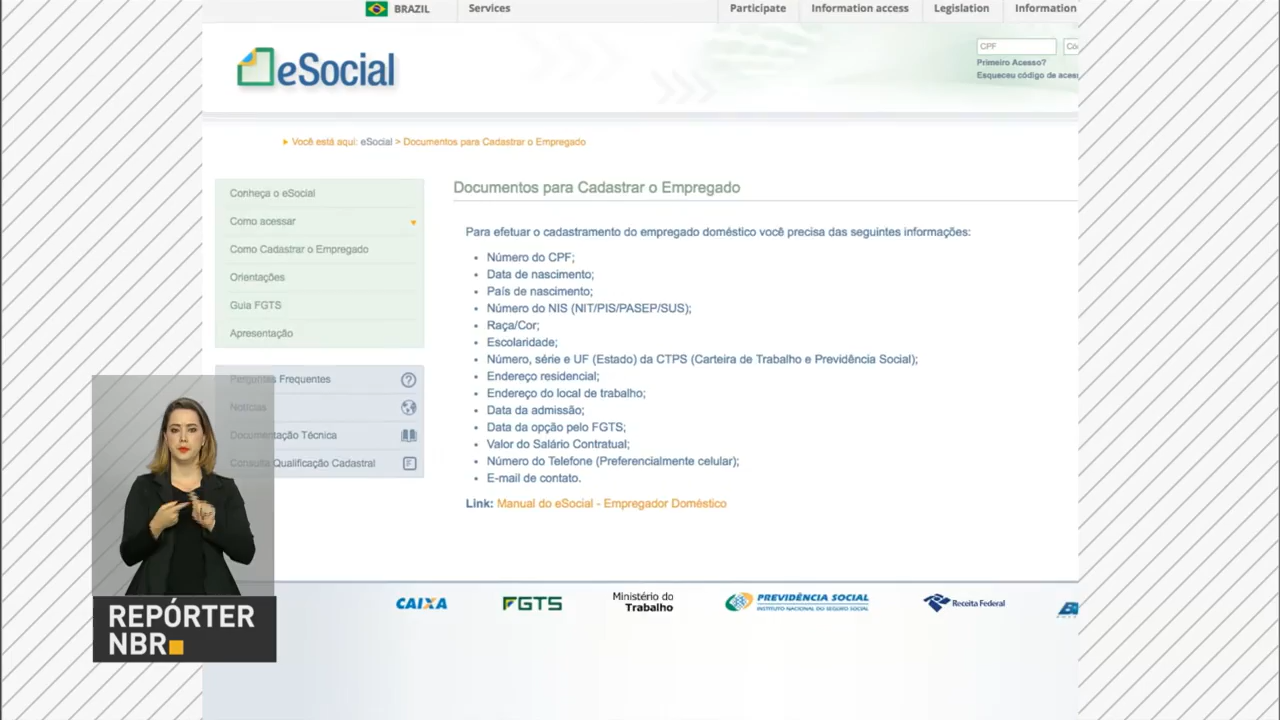 BRAZIL
Services
Participate
Information access
Legislation
Information
eSocial
CPF
Primeiro Acesso?
Esqueceu código de
Você está aqui: eSocial > Documentos para Cadastrar o Empregado
Conheça o eSocial
Como acessar
Como Cadastrar o Empregado
Orientações
Guia FGTS
Apresentação
Perguntas Frequentes
Notícias
Documentação Técnica
Consulta Qualificação Cadastral
Documentos para Cadastrar o Empregado
Para efetuar o cadastramento do empregado doméstico você precisa das seguintes informações:
• Número do CPF;
• Data de nascimento;
• País de nascimento;
• Número do NIS (NIT/PIS/PASEP/SUS);
• Raça/Cor;
• Escolaridade;
• Número, série e UF (Estado) da CTPS (Carteira de Trabalho e Previdência Social);
• Endereço residencial;
• Endereço do local de trabalho;
• Data da admissão;
• Data da opção pelo FGTS;
• Valor do Salário Contratual;
• Número do Telefone (Preferencialmente celular);
• E-mail de contato.
Link: Manual do eSocial - Empregador Doméstico
REPÓRTER
NBR
CAIXA
FGTS
Ministério do
Trabalho
PREVIDÊNCIA SOCIAL
INSTITUTO NACIONAL DO SEGURO SOCIAL
Receita Federal